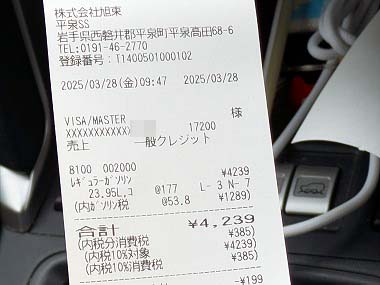 株式会社旭東
平泉SS
岩手県西磐井郡平泉町平泉高田68-6
TEL:0191-46-2770
登録番号: T1400501000102
2025/03/28(金)09:47 2025/03/28
様
VISA/MASTER
XXXXXXXXXXXX 17200
売上 一般クレジット
8100 002000
ﾚｷﾞｭﾗｰｶﾞｿﾘﾝ ¥4239
23.95L,コ @177 L- 3 N- 7
(内ｶﾞｿﾘﾝ税 @53.8 ¥1289)
合計 ¥4,239
(内税分消費税 ¥385)
(内税10%対象 ¥4239)
(内税10%消費税 ¥385)
-¥199